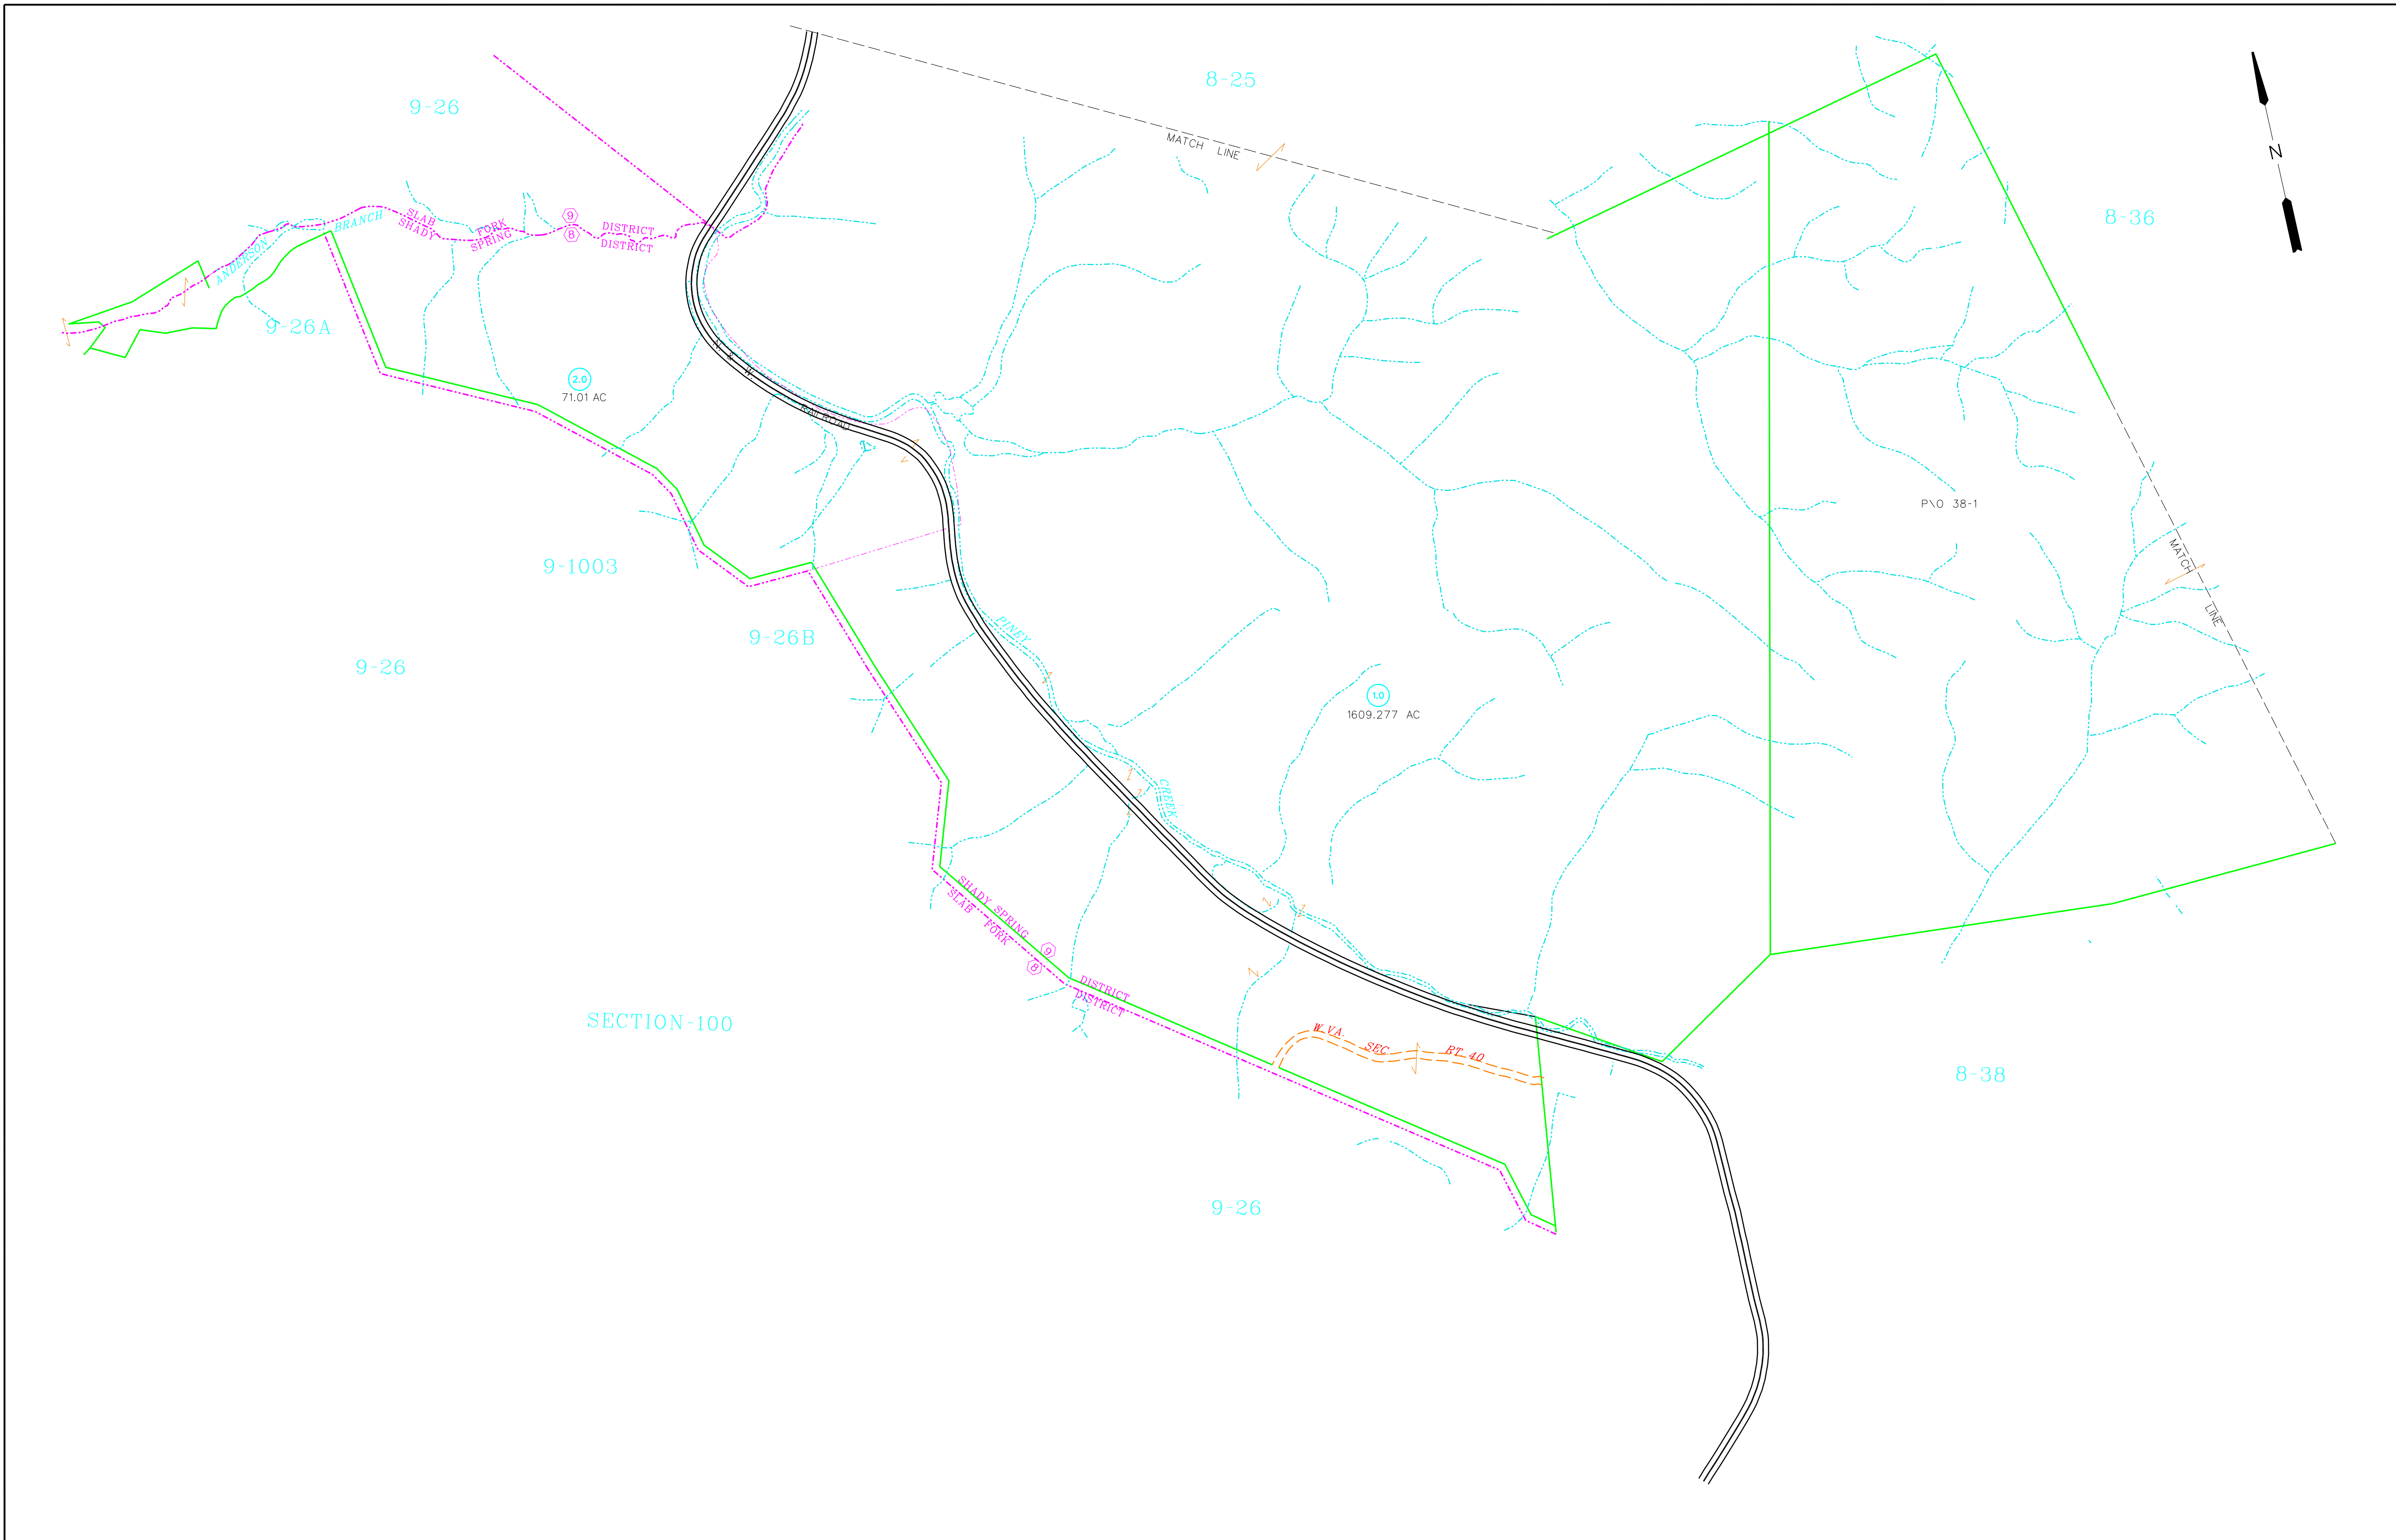 8-25
9-26
MATCH LINE
N
8-36
SLAB FORK DISTRICT
SHADY SPRING DISTRICT
9
8
ANDERSON BRANCH
9-26A
2.0
71.01 AC
N & W RAILROAD
P\O 38-1
MATCH LINE
9-1003
9-26B
PINEY CREEK
9-26
1.0
1609.277 AC
SHADY SPRING DISTRICT
SLAB FORK DISTRICT
9
8
SECTION-100
W.VA. SEC. RT. 40
8-38
9-26